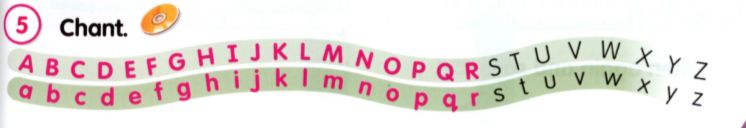 5 Chant.
A B C D E F G H I J K L M N O P Q R S T U V W X Y Z
a b c d e f g h i j k l m n o p q r s t u v w x y z